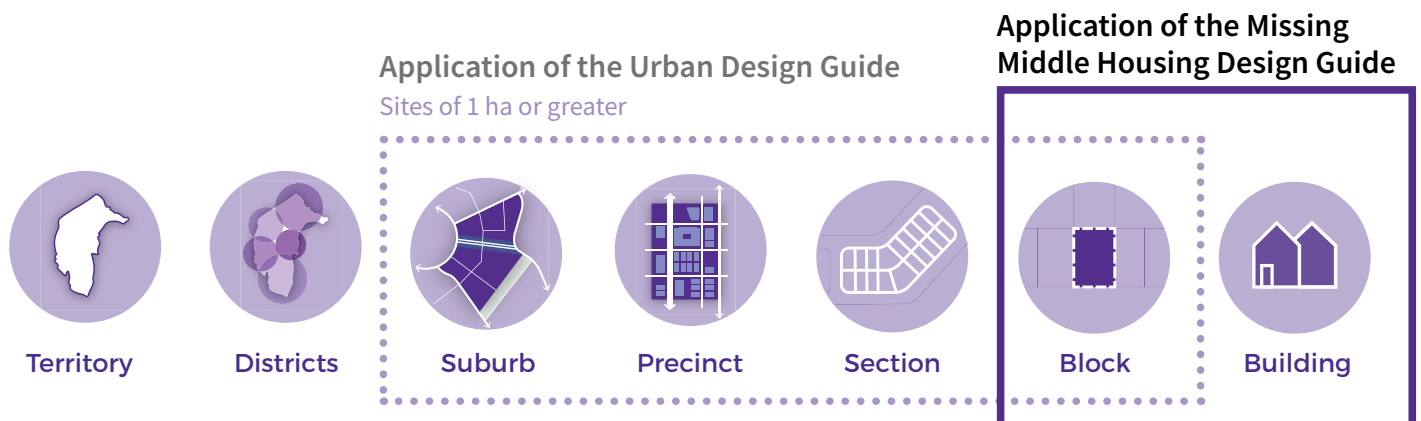 Application of the Missing
Middle Housing Design Guide
Application of the Urban Design Guide
Sites of 1 ha or greater
Territory
Districts
Suburb
Precinct
Section
Block
Building